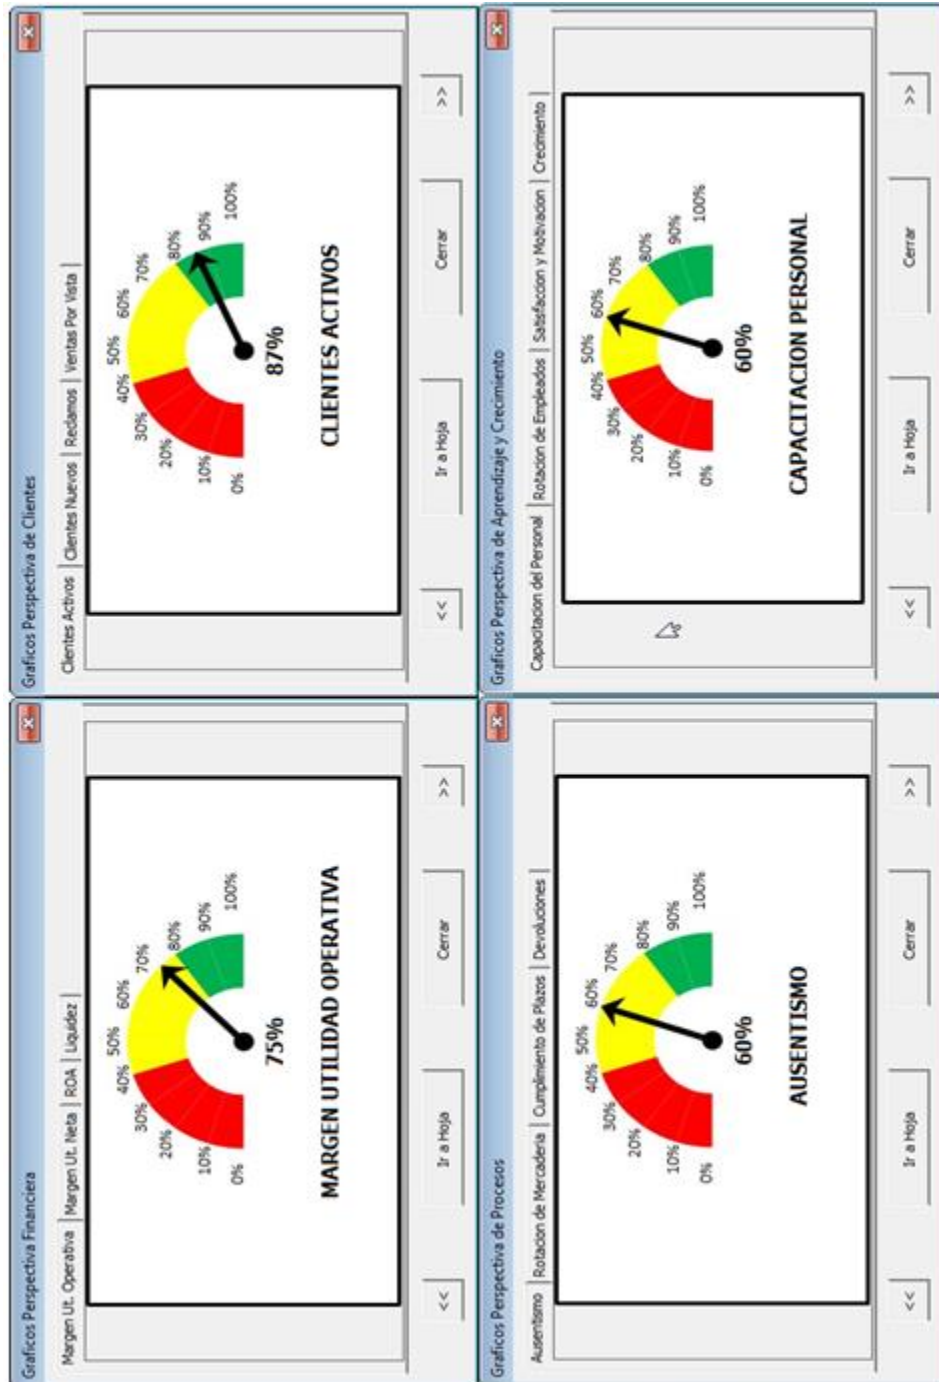 Graficos Perspectiva Financiera
Margen Ut. Operativa
Margen Ut. Neta
ROA
Liquidez
0%
10%
20%
30%
40%
50%
60%
70%
80%
90%
100%
75%
MARGEN UTILIDAD OPERATIVA
<<
Ir a Hoja
Cerrar
>>
Graficos Perspectiva de Clientes
Clientes Activos
Clientes Nuevos
Reclamos
Ventas Por Vista
0%
10%
20%
30%
40%
50%
60%
70%
80%
90%
100%
87%
CLIENTES ACTIVOS
<<
Ir a Hoja
Cerrar
>>
Graficos Perspectiva de Procesos
Ausentismo
Rotacion de Mercaderia
Cumplimiento de Plazos
Devoluciones
0%
10%
20%
30%
40%
50%
60%
70%
80%
90%
100%
60%
AUSENTISMO
<<
Ir a Hoja
Cerrar
>>
Graficos Perspectiva de Aprendizaje y Crecimiento
Capacitacion del Personal
Rotacion de Empleados
Satisfaccion y Motivacion
Crecimiento
0%
10%
20%
30%
40%
50%
60%
70%
80%
90%
100%
60%
CAPACITACION PERSONAL
<<
Ir a Hoja
Cerrar
>>